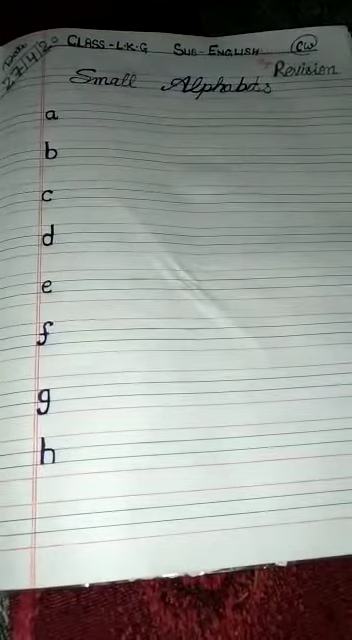 Date
27/4/20
CLASS-L.K.G SUB-ENGLISH CW
Revision
Small Alphabets
a
b
c
d
e
f
g
h